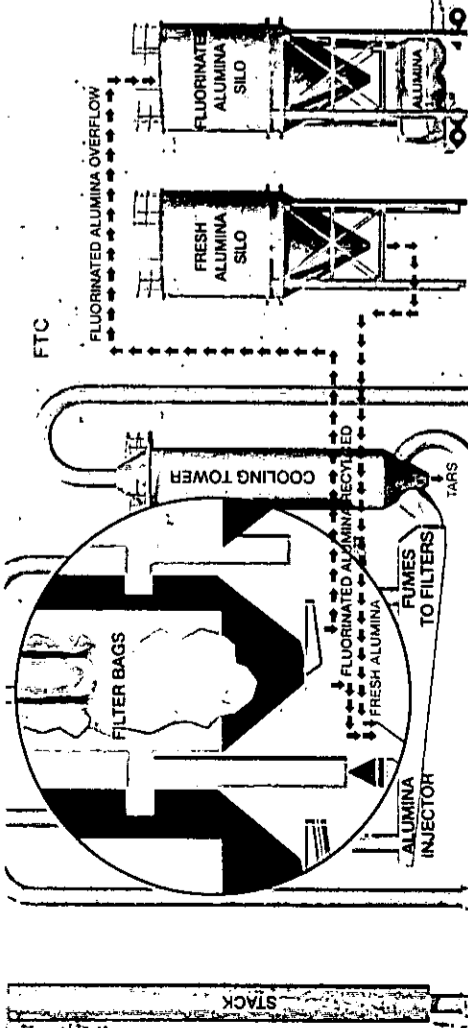 FTC
FLUORINATED ALUMINA OVERFLOW
FLUORINATED
ALUMINA
SILO
ALUMINA
FRESH
ALUMINA
SILO
COOLING TOWER
TARS
FILTER BAGS
FLUORINATED ALUMINA RECYLCED
FRESH ALUMINA
FUMES
TO FILTERS
ALUMINA
INJECTOR
STACK